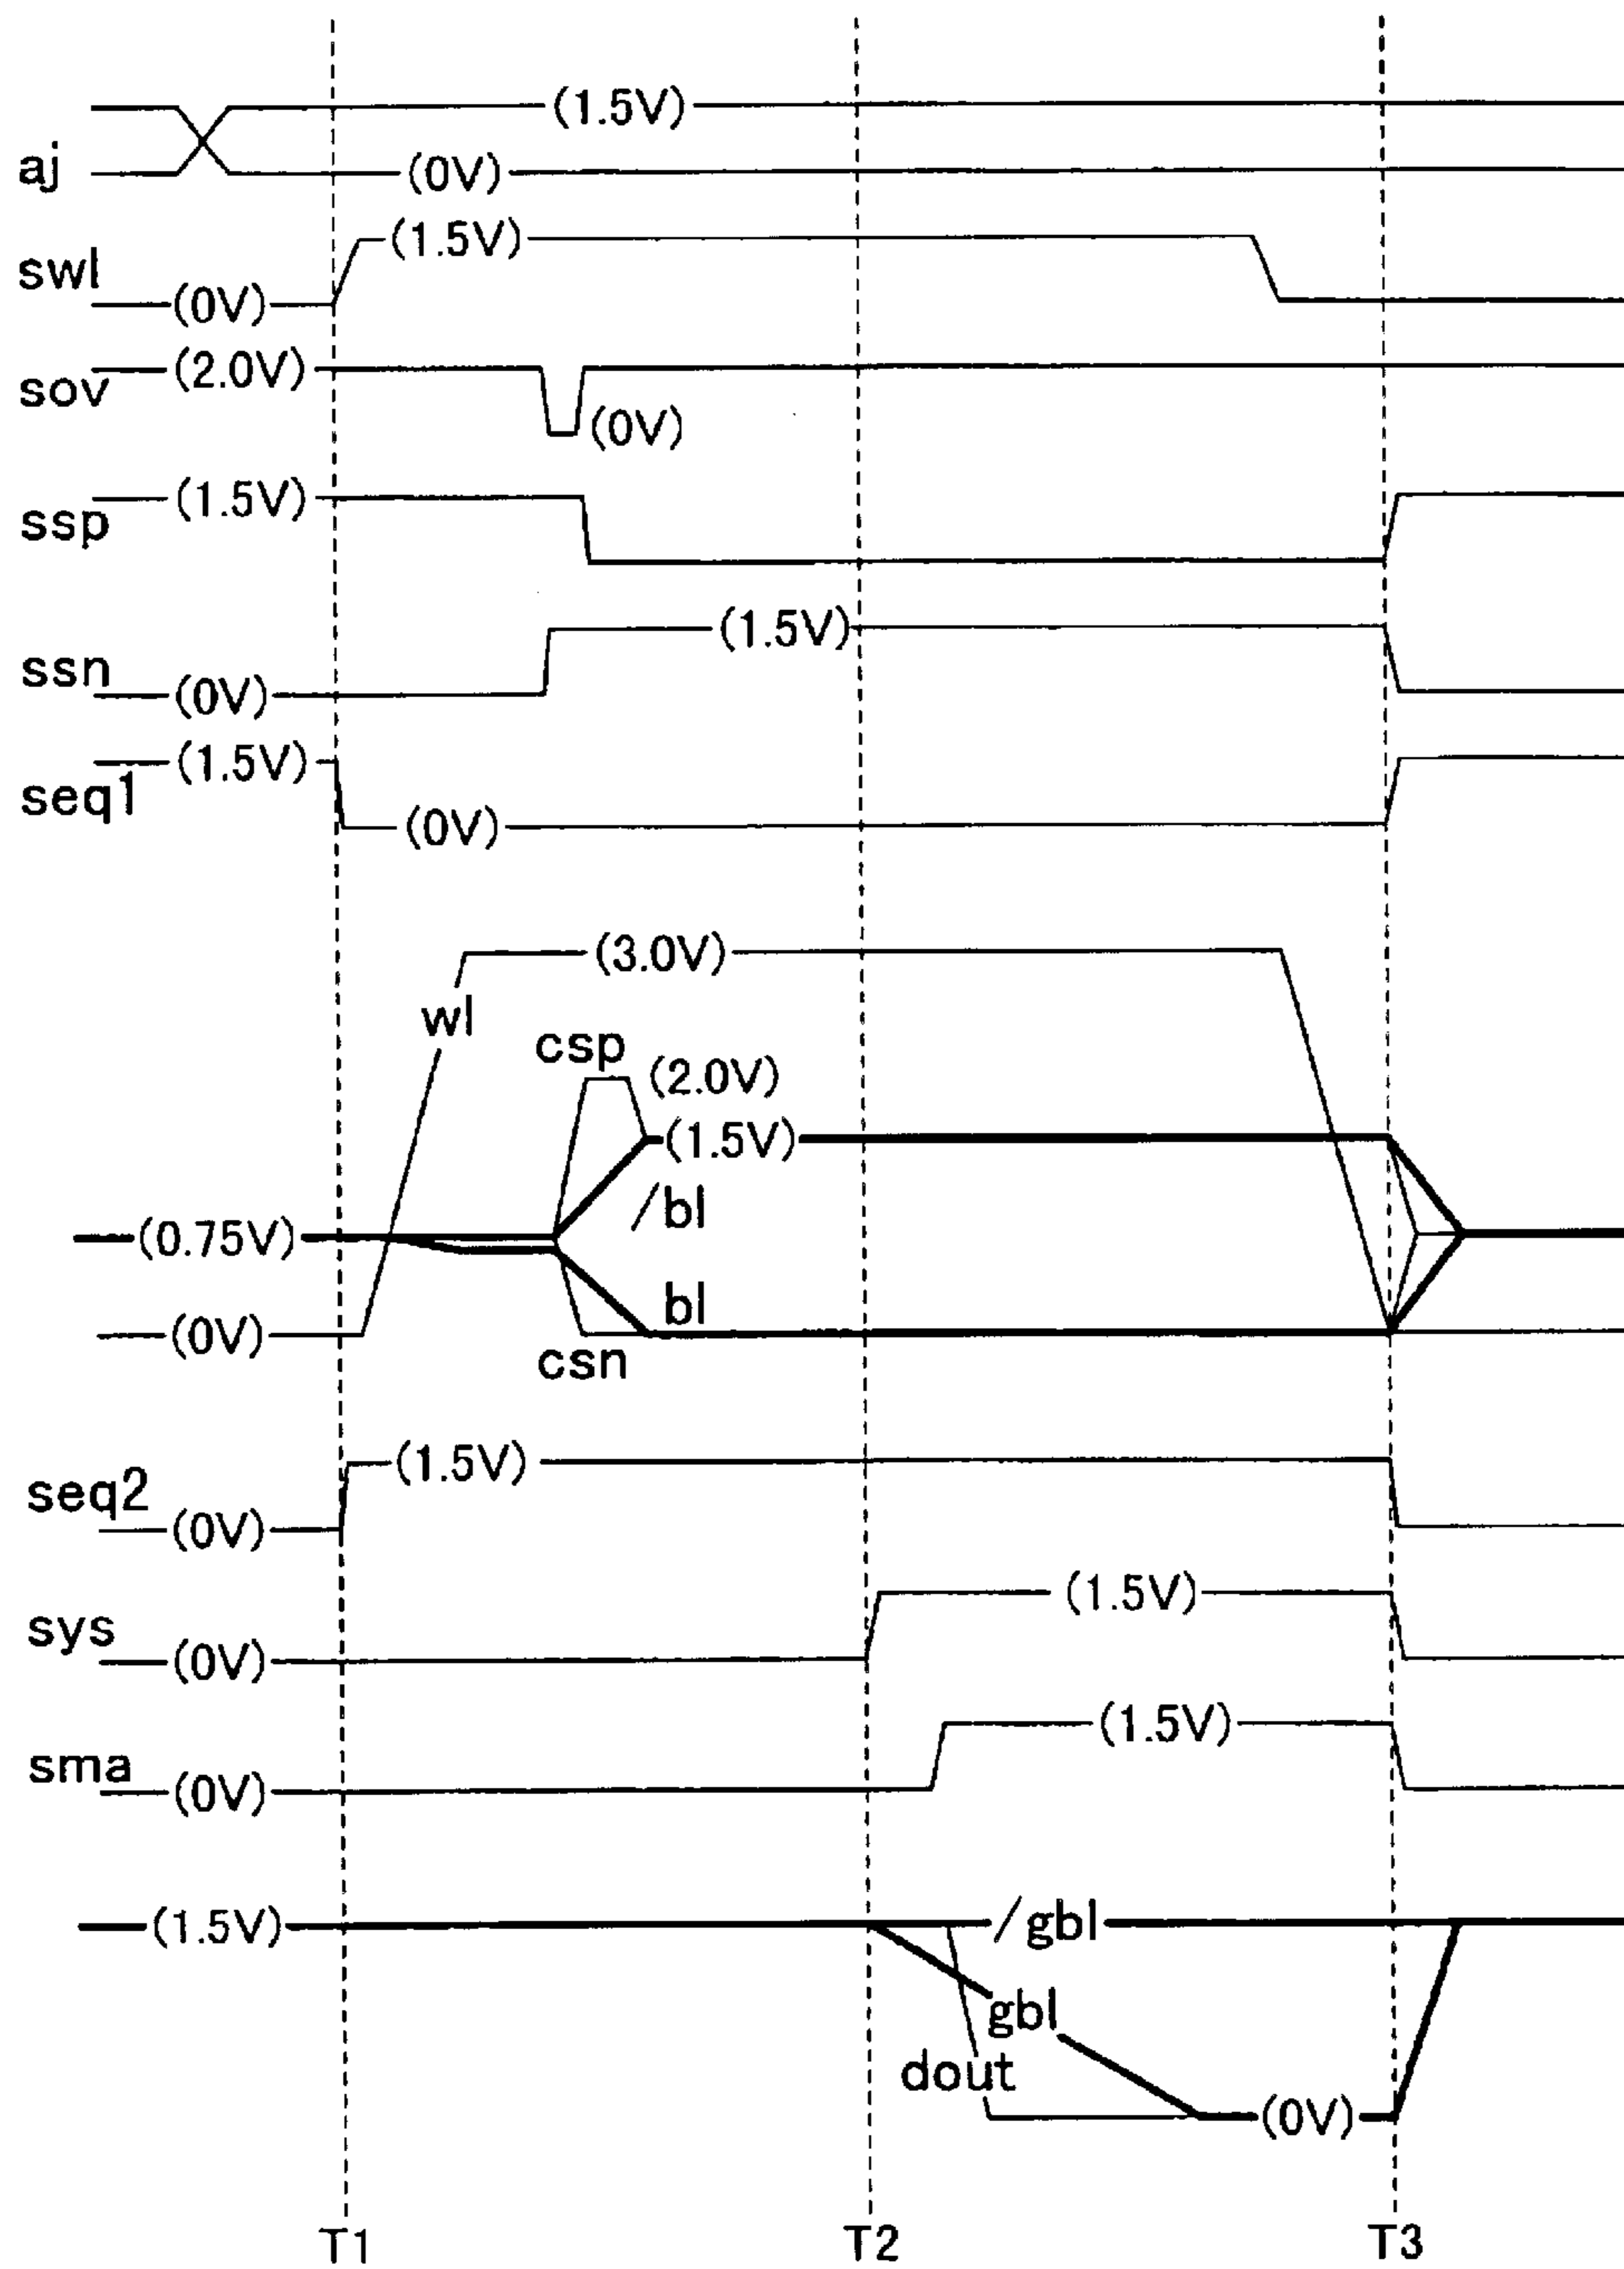 (1.5V)
aj
(0V)
(1.5V)
swl
(0V)
(2.0V)
sov
(0V)
(1.5V)
ssp
(1.5V)
ssn
(0V)
(1.5V)
seq1
(0V)
(3.0V)
wl
csp
(2.0V)
(1.5V)
/bl
(0.75V)
bl
(0V)
csn
(1.5V)
seq2
(0V)
(1.5V)
sys
(0V)
(1.5V)
sma
(0V)
(1.5V)
/gbl
gbl
dout
(0V)
T1
T2
T3